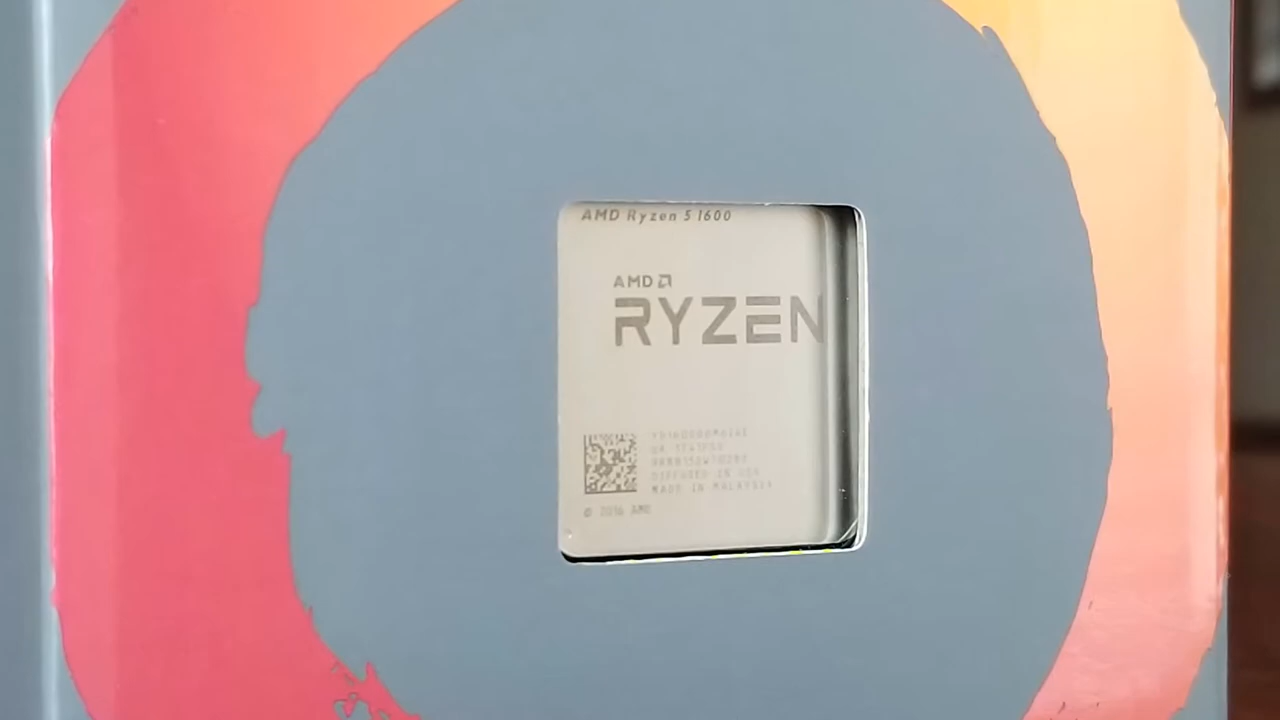 AMD Ryzen 5 1600
AMD
RYZEN
DIFFUSED IN USA
MADE IN MALAYSIA
© 2016 AMD